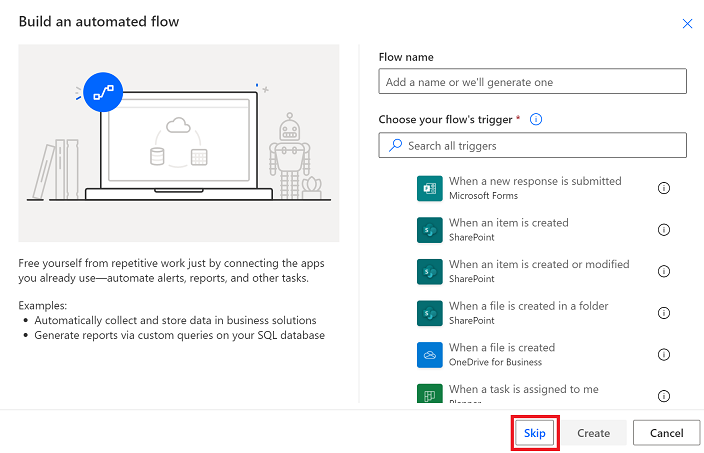 Build an automated flow
Free yourself from repetitive work just by connecting the apps
you already use—automate alerts, reports, and other tasks.
Examples:
• Automatically collect and store data in business solutions
• Generate reports via custom queries on your SQL database
Flow name
Add a name or we'll generate one
Choose your flow's trigger *
Search all triggers
When a new response is submitted
Microsoft Forms
When an item is created
SharePoint
When an item is created or modified
SharePoint
When a file is created in a folder
SharePoint
When a file is created
OneDrive for Business
When a task is assigned to me
Planner
Skip
Create
Cancel